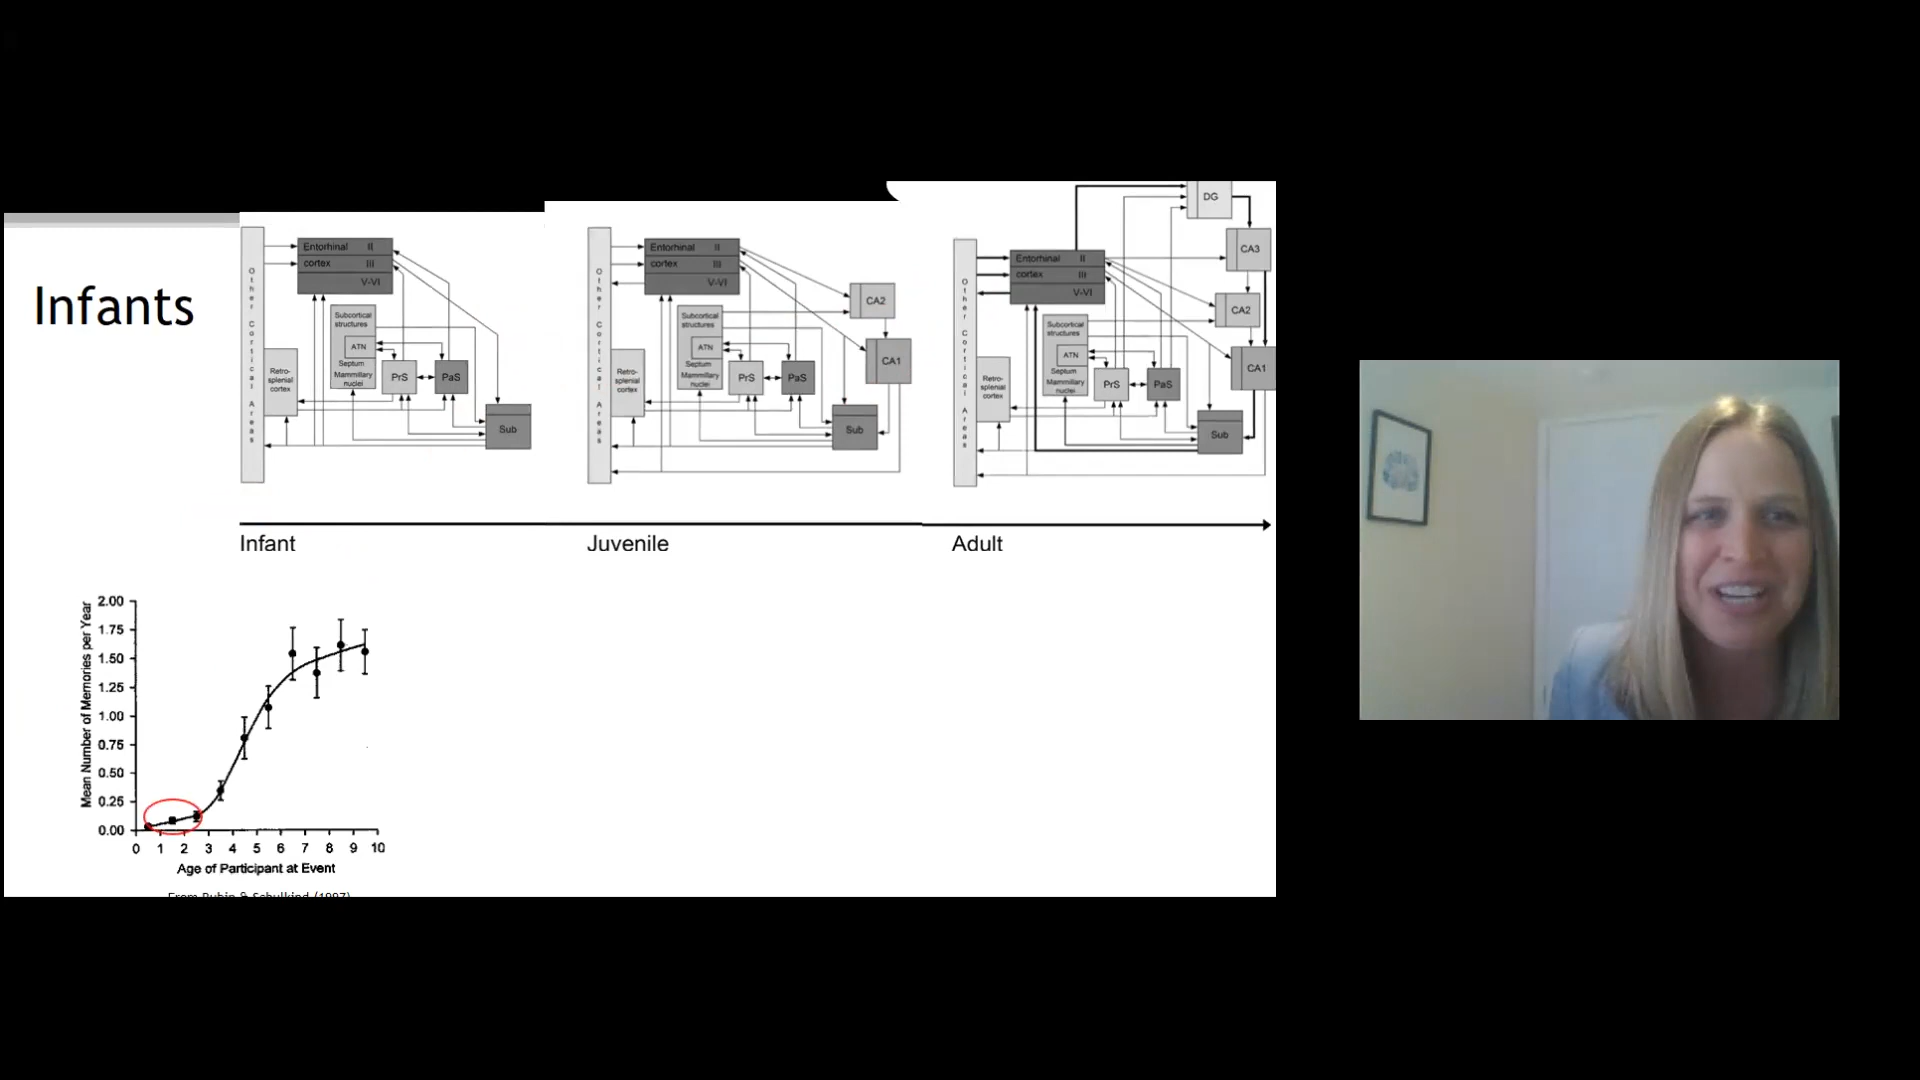 Infants
Other Cortical Areas
Entorhinal II
cortex III
V-VI
Subcortical
structures
ATN
Septum
Mammillary
nuclei
Retro-
splenial
cortex
PrS
PaS
Sub
Infant
Other Cortical Areas
Entorhinal II
cortex III
V-VI
Subcortical
structures
ATN
Septum
Mammillary
nuclei
Retro-
splenial
cortex
PrS
PaS
CA2
CA1
Sub
Juvenile
Other Cortical Areas
Entorhinal II
cortex III
V-VI
Subcortical
structures
ATN
Septum
Mammillary
nuclei
Retro-
splenial
cortex
PrS
PaS
DG
CA3
CA2
CA1
Sub
Adult
Mean Number of Memories per Year
2.00
1.75
1.50
1.25
1.00
0.75
0.50
0.25
0.00
0 1 2 3 4 5 6 7 8 9 10
Age of Participant at Event
From Rubin & Schulkind (1997)